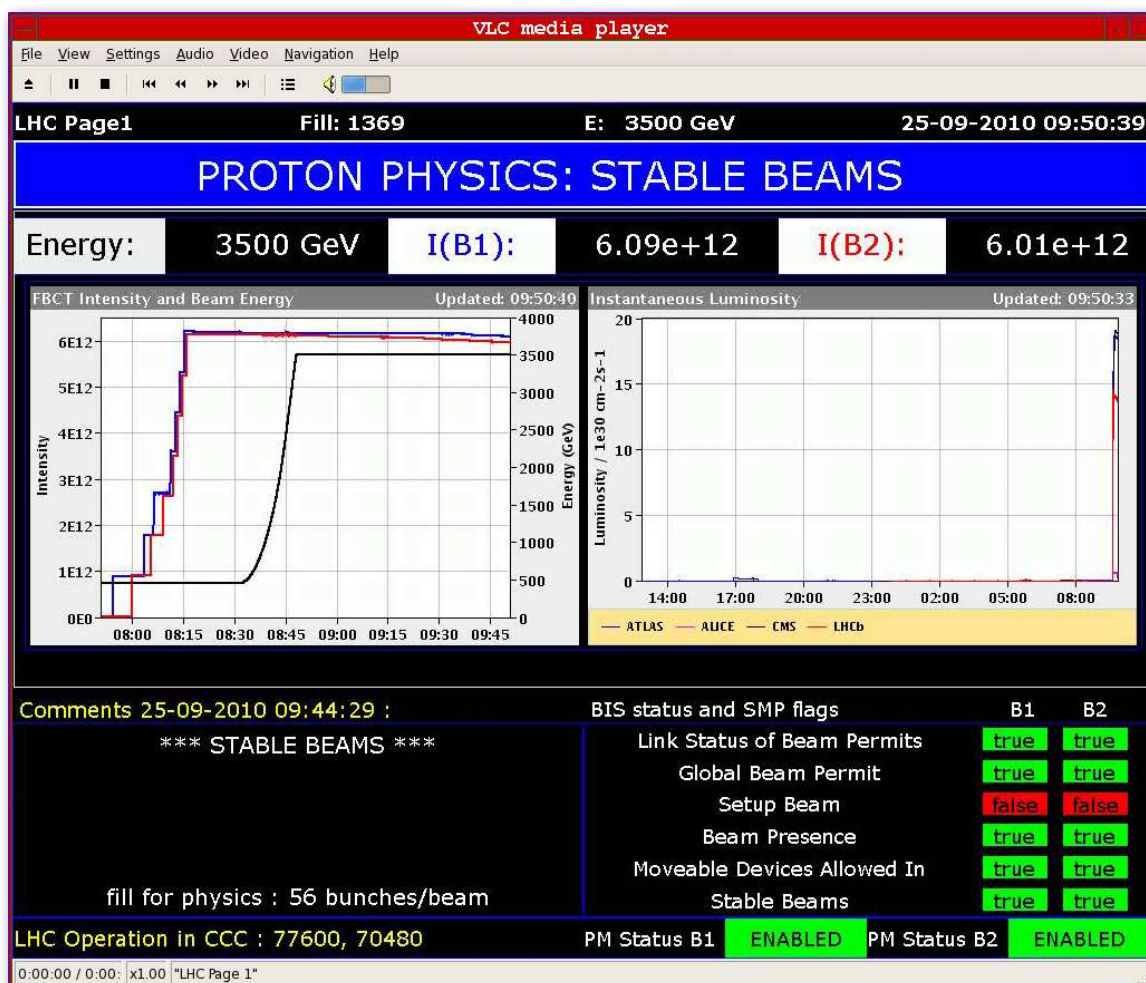 VLC media player
File View Settings Audio Video Navigation Help
LHC Page1 Fill: 1369 E: 3500 GeV 25-09-2010 09:50:39
PROTON PHYSICS: STABLE BEAMS
Energy: 3500 GeV I(B1): 6.09e+12 I(B2): 6.01e+12
FBCT Intensity and Beam Energy Updated: 09:50:40
Intensity
6E12
5E12
4E12
3E12
2E12
1E12
0E0
4000
3500
3000
2500
2000
1500
1000
500
0
Energy (GeV)
08:00 08:15 08:30 08:45 09:00 09:15 09:30 09:45
Instantaneous Luminosity Updated: 09:50:33
Luminosity / 1e30 cm-2s-1
20
15
10
5
0
14:00 17:00 20:00 23:00 02:00 05:00 08:00
ATLAS ALICE CMS LHCb
Comments 25-09-2010 09:44:29 :
*** STABLE BEAMS ***
fill for physics : 56 bunches/beam
BIS status and SMP flags B1 B2
Link Status of Beam Permits true true
Global Beam Permit true true
Setup Beam false false
Beam Presence true true
Moveable Devices Allowed In true true
Stable Beams true true
LHC Operation in CCC : 77600, 70480 PM Status B1 ENABLED PM Status B2 ENABLED
0:00:00 / 0:00: x1.00 "LHC Page 1"